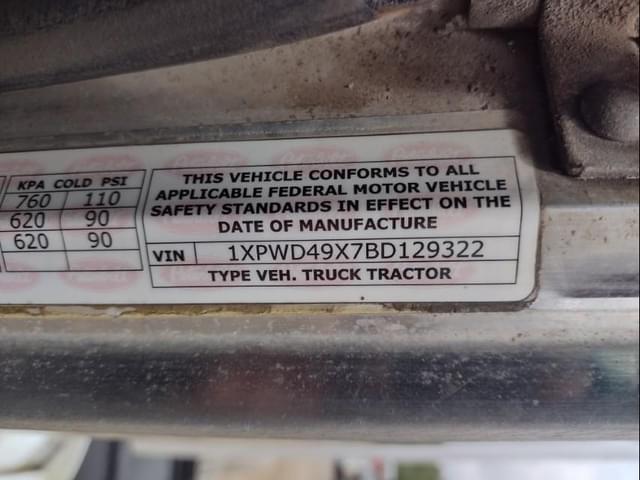 KPA COLD PSI
760 110
620 90
620 90
THIS VEHICLE CONFORMS TO ALL
APPLICABLE FEDERAL MOTOR VEHICLE
SAFETY STANDARDS IN EFFECT ON THE
DATE OF MANUFACTURE
VIN 1XPWD49X7BD129322
TYPE VEH. TRUCK TRACTOR